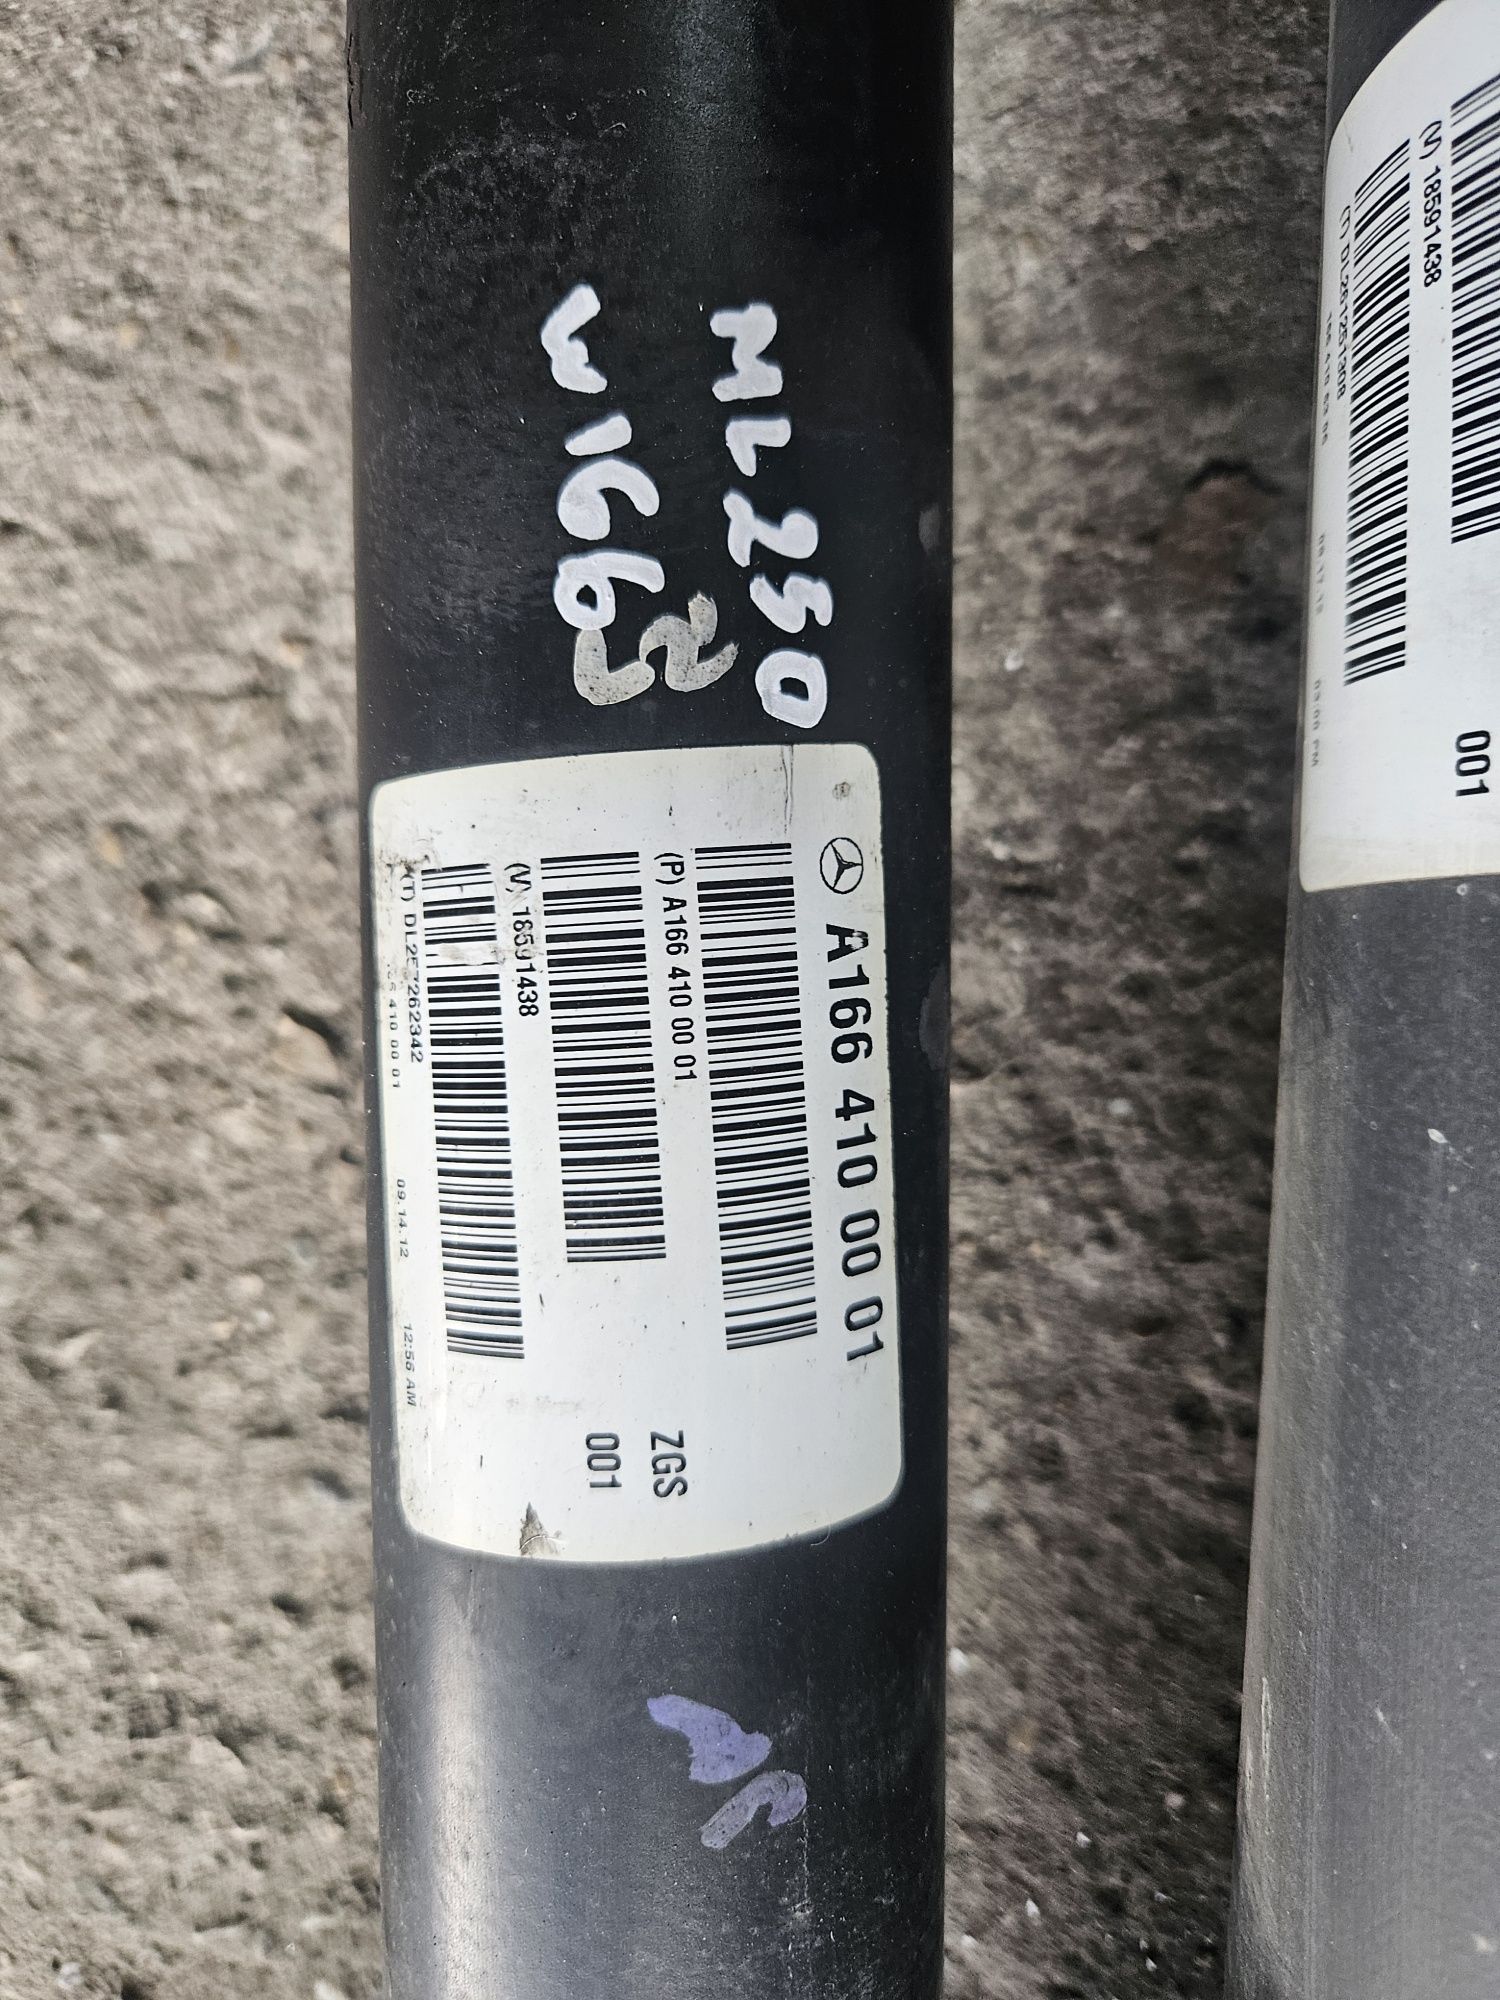 ML250
W166
A166 410 00 01
(P) A166 410 00 01
(V) 18591438
09.14.12 12:56 AM
ZGS
001
(V) 18591438
(T) DL261251308
001